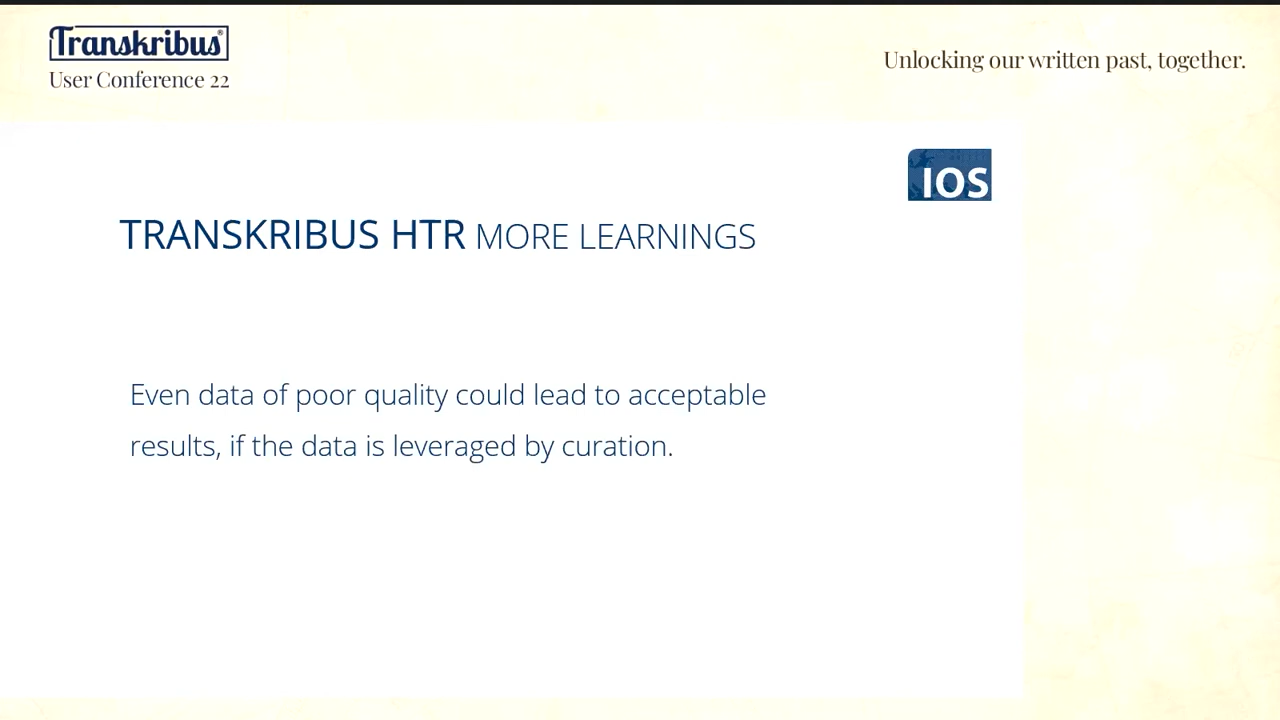 Transkribus®
User Conference 22
Unlocking our written past, together.
IOS
TRANSKRIBUS HTR MORE LEARNINGS
Even data of poor quality could lead to acceptable
results, if the data is leveraged by curation.